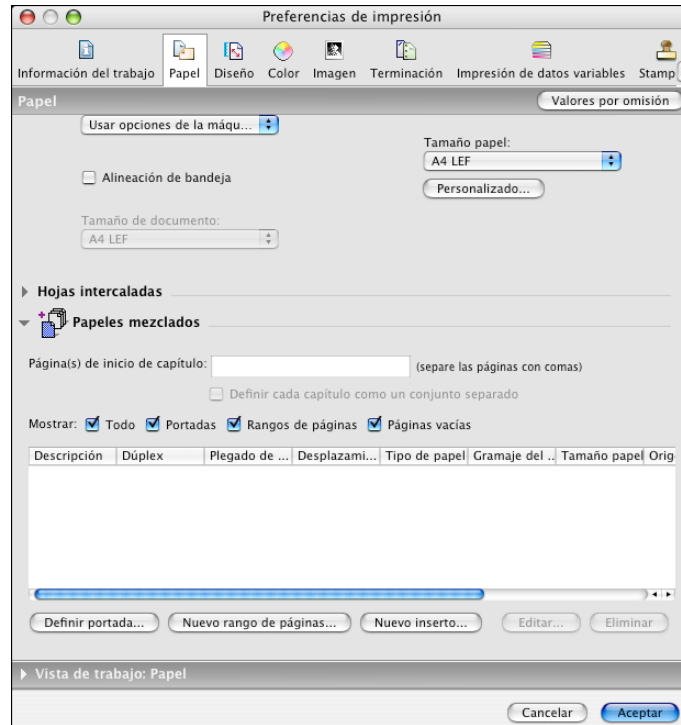 Preferencias de impresión
Información del trabajo Papel Diseño Color Imagen Terminación Impresión de datos variables Stamp
Papel Valores por omisión
Usar opciones de la máqu...
Tamaño papel:
A4 LEF
Alineación de bandeja
Personalizado...
Tamaño de documento:
A4 LEF
Hojas intercaladas
Papeles mezclados
Página(s) de inicio de capítulo: (separe las páginas con comas)
Definir cada capítulo como un conjunto separado
Mostrar: Todo Portadas Rangos de páginas Páginas vacías
Descripción Dúplex Plegado de ... Desplazami... Tipo de papel Gramaje del .. Tamaño papel Orig
Definir portada... Nuevo rango de páginas... Nuevo inserto... Editar... Eliminar
Vista de trabajo: Papel
Cancelar Aceptar